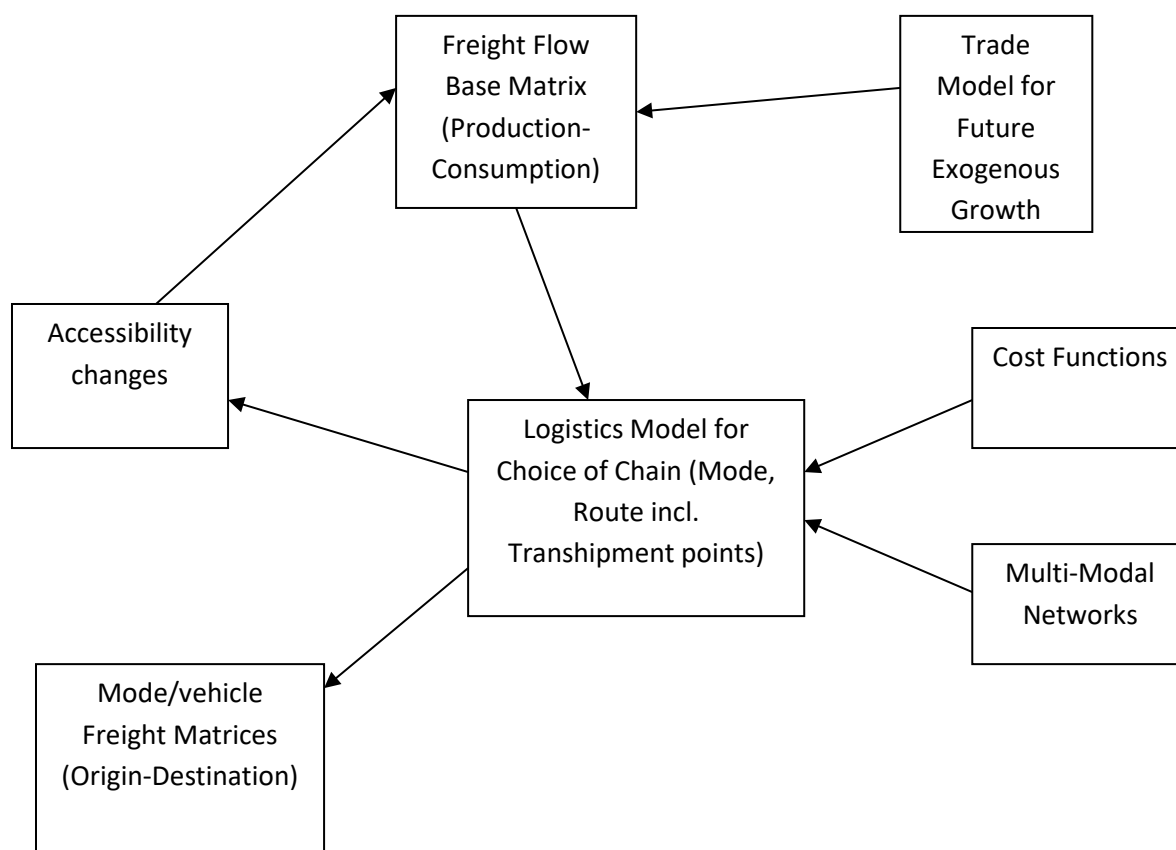 Freight Flow
Base Matrix
(Production-
Consumption)
Trade
Model for
Future
Exogenous
Growth
Accessibility
changes
Cost Functions
Logistics Model for
Choice of Chain (Mode,
Route incl.
Transhipment points)
Multi-Modal
Networks
Mode/vehicle
Freight Matrices
(Origin-Destination)